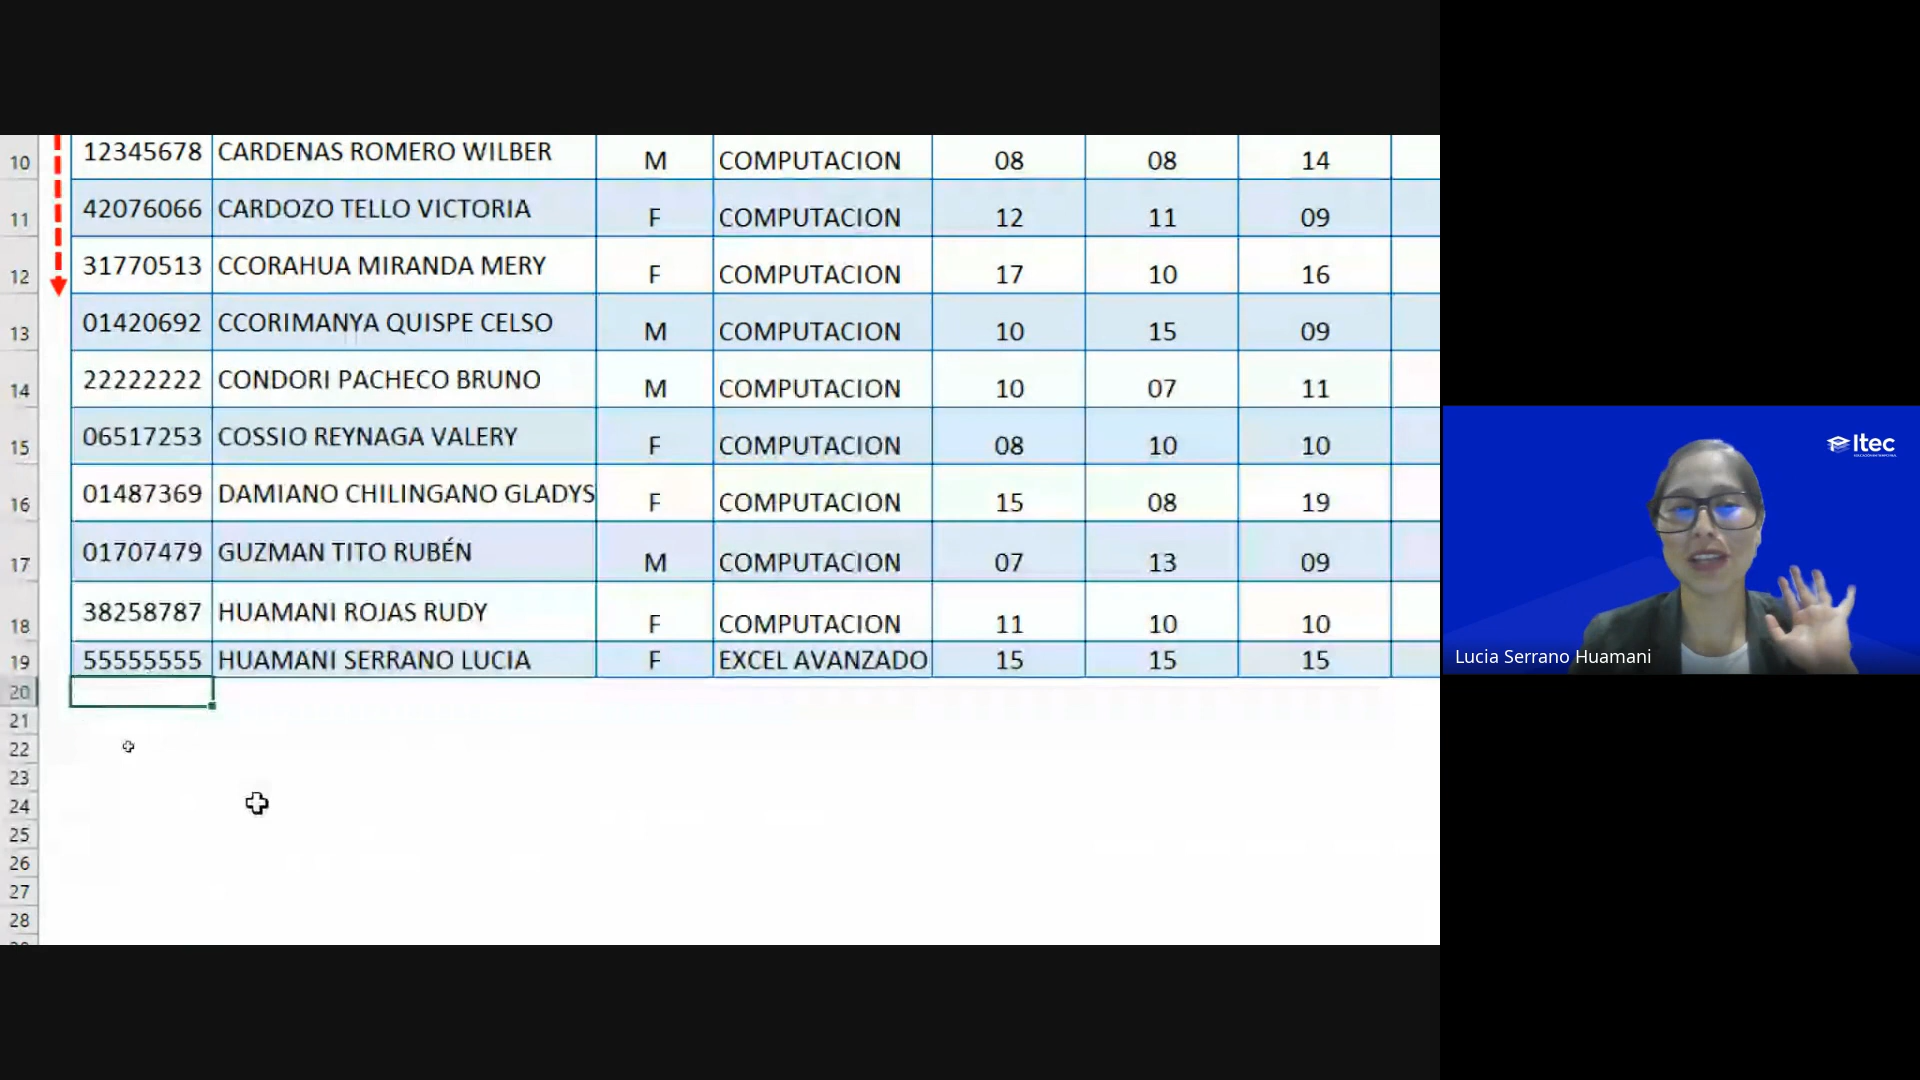 10 12345678 CARDENAS ROMERO WILBER M COMPUTACION 08 08 14
11 42076066 CARDOZO TELLO VICTORIA F COMPUTACION 12 11 09
12 31770513 CCORAHUA MIRANDA MERY F COMPUTACION 17 10 16
13 01420692 CCORIMANYA QUISPE CELSO M COMPUTACION 10 15 09
14 22222222 CONDORI PACHECO BRUNO M COMPUTACION 10 07 11
15 06517253 COSSIO REYNAGA VALERY F COMPUTACION 08 10 10
16 01487369 DAMIANO CHILINGANO GLADYS F COMPUTACION 15 08 19
17 01707479 GUZMAN TITO RUBÉN M COMPUTACION 07 13 09
18 38258787 HUAMANI ROJAS RUDY F COMPUTACION 11 10 10
19 55555555 HUAMANI SERRANO LUCIA F EXCEL AVANZADO 15 15 15
20
21
22
23
24
25
26
27
28
Itec
Lucia Serrano Huamani